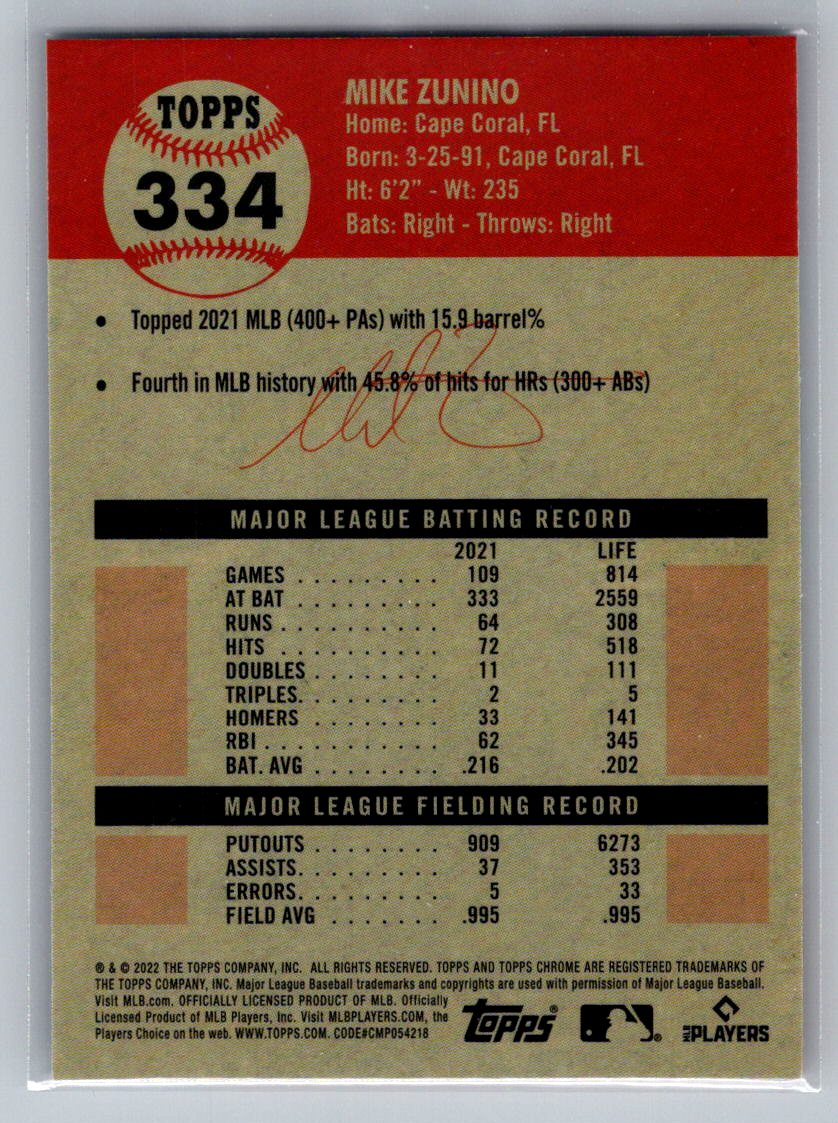 TOPPS
334
MIKE ZUNINO
Home: Cape Coral, FL
Born: 3-25-91, Cape Coral, FL
Ht: 6'2" - Wt: 235
Bats: Right - Throws: Right
• Topped 2021 MLB (400+ PAs) with 15.9 barrel%
• Fourth in MLB history with 45.8% of hits for HRs (300+ ABs)
MAJOR LEAGUE BATTING RECORD
2021 LIFE
GAMES . . . . . . . . . 109 814
AT BAT . . . . . . . . . 333 2559
RUNS . . . . . . . . . . 64 308
HITS . . . . . . . . . . 72 518
DOUBLES . . . . . . . . 11 111
TRIPLES. . . . . . . . . 2 5
HOMERS . . . . . . . . 33 141
RBI . . . . . . . . . . . 62 345
BAT. AVG . . . . . . . . .216 .202
MAJOR LEAGUE FIELDING RECORD
PUTOUTS . . . . . . . . 909 6273
ASSISTS. . . . . . . . . 37 353
ERRORS. . . . . . . . . 5 33
FIELD AVG . . . . . . . .995 .995
® & © 2022 THE TOPPS COMPANY, INC. ALL RIGHTS RESERVED. TOPPS AND TOPPS CHROME ARE REGISTERED TRADEMARKS OF
THE TOPPS COMPANY, INC. Major League Baseball trademarks and copyrights are used with permission of Major League Baseball.
Visit MLB.com. OFFICIALLY LICENSED PRODUCT OF MLB. Officially
Licensed Product of MLB Players, Inc. Visit MLBPLAYERS.COM, the
Players Choice on the web. WWW.TOPPS.COM. CODE#CMP054218
Topps®
®
MLB PLAYERS